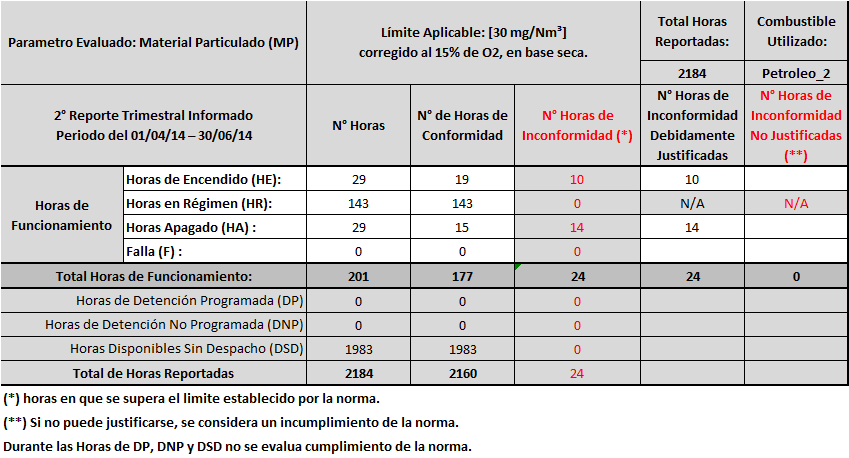 Parametro Evaluado: Material Particulado (MP)
Límite Aplicable: [30 mg/Nm³]
corregido al 15% de O2, en base seca.
Total Horas
Reportadas:
Combustible
Utilizado:
2184
Petroleo_2
2° Reporte Trimestral Informado
Periodo del 01/04/14 – 30/06/14
N° Horas
N° de Horas de
Conformidad
N° Horas de
Inconformidad (*)
N° Horas de
Inconformidad
Debidamente
Justificadas
N° Horas de
Inconformidad
No Justificadas
(**)
Horas de
Funcionamiento
Horas de Encendido (HE): 29 19 10 10
Horas en Régimen (HR): 143 143 0 N/A N/A
Horas Apagado (HA) : 29 15 14 14
Falla (F) : 0 0 0
Total Horas de Funcionamiento: 201 177 24 24 0
Horas de Detención Programada (DP) 0 0 0
Horas de Detención No Programada (DNP) 0 0 0
Horas Disponibles Sin Despacho (DSD) 1983 1983 0
Total de Horas Reportadas 2184 2160 24
(*) horas en que se supera el limite establecido por la norma.
(**) Si no puede justificarse, se considera un incumplimiento de la norma.
Durante las Horas de DP, DNP y DSD no se evalua cumplimiento de la norma.